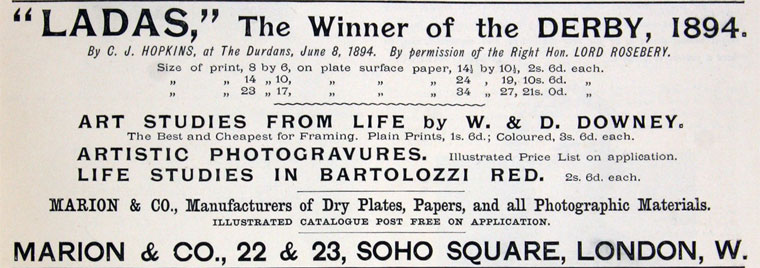 "LADAS," The Winner of the DERBY, 1894.
By C. J. HOPKINS, at The Durdans, June 8, 1894. By permission of the Right Hon. LORD ROSEBERY.
Size of print, 8 by 6, on plate surface paper, 14½ by 10½, 2s. 6d. each.
„ „ 14 „ 10, „ „ „ 24 , 19, 10s. 6d. „
„ „ 23 „ 17, „ „ „ 34 „ 27, 21s. 0d. „
ART STUDIES FROM LIFE by W. & D. DOWNEY.
The Best and Cheapest for Framing. Plain Prints, 1s. 6d.; Coloured, 3s. 6d. each.
ARTISTIC PHOTOGRAVURES. Illustrated Price List on application.
LIFE STUDIES IN BARTOLOZZI RED. 2s. 6d. each.
MARION & CO., Manufacturers of Dry Plates, Papers, and all Photographic Materials.
ILLUSTRATED CATALOGUE POST FREE ON APPLICATION.
MARION & CO., 22 & 23, SOHO SQUARE, LONDON, W.